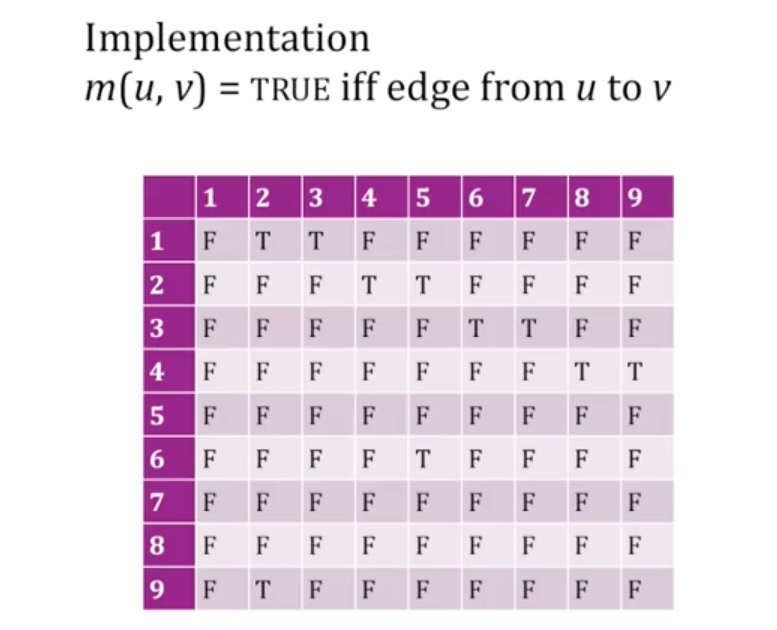 Implementation
m(u, v) = TRUE iff edge from u to v
1 2 3 4 5 6 7 8 9
1 F T T F F F F F F
2 F F F T T F F F F
3 F F F F F T T F F
4 F F F F F F F T T
5 F F F F F F F F F
6 F F F F T F F F F
7 F F F F F F F F F
8 F F F F F F F F F
9 F T F F F F F F F